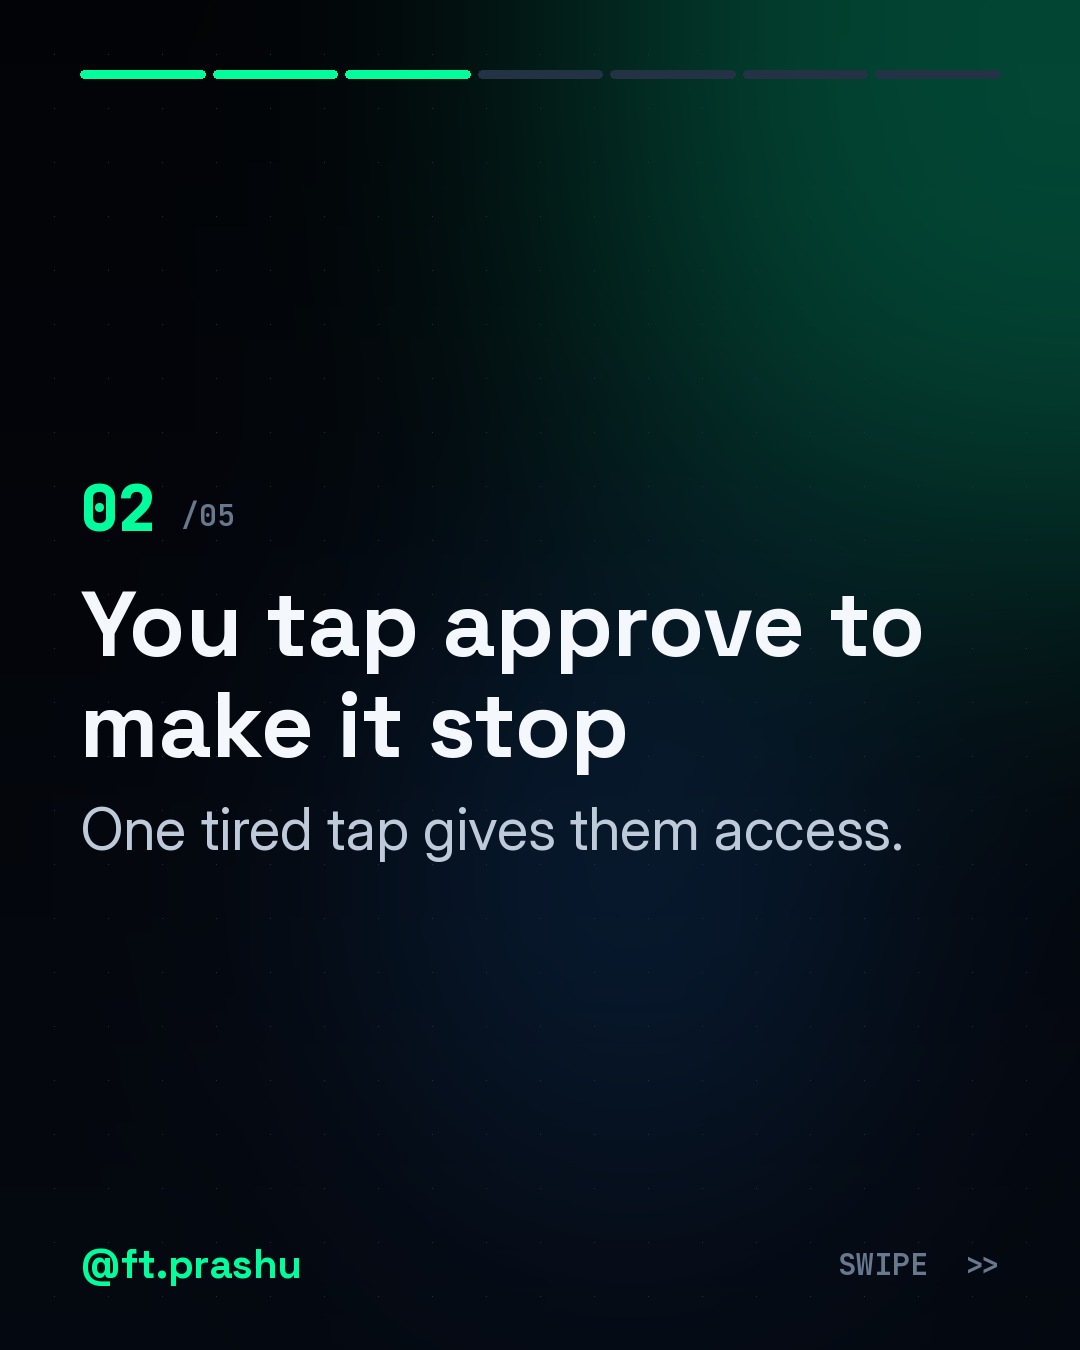 02 /05
You tap approve to
make it stop
One tired tap gives them access.
@ft.prashu
SWIPE >>